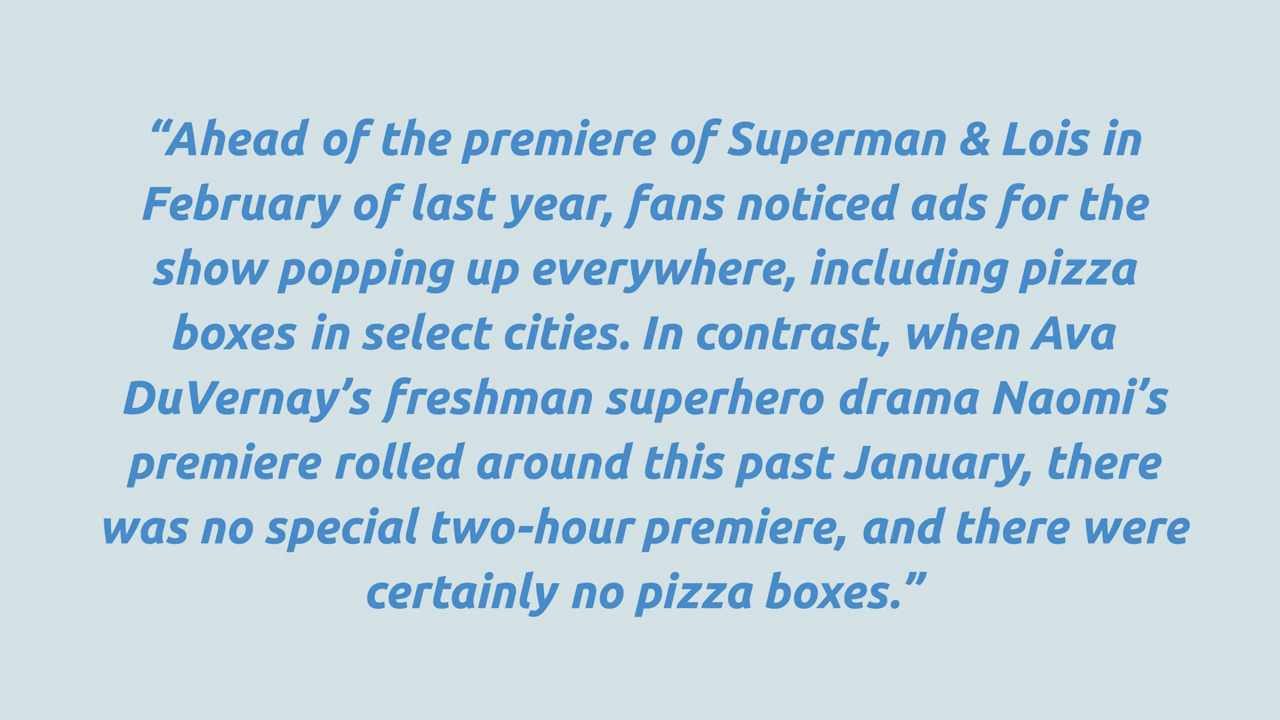 “Ahead of the premiere of Superman & Lois in
February of last year, fans noticed ads for the
show popping up everywhere, including pizza
boxes in select cities. In contrast, when Ava
DuVernay’s freshman superhero drama Naomi’s
premiere rolled around this past January, there
was no special two-hour premiere, and there were
certainly no pizza boxes.”